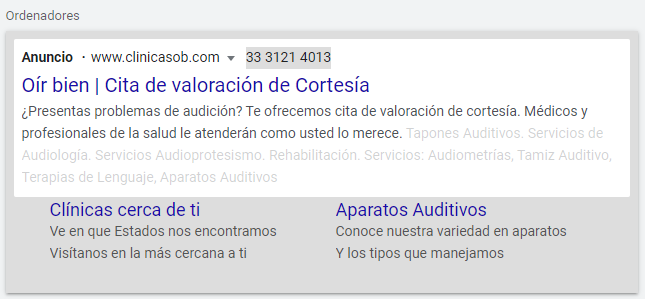 Ordenadores
Anuncio · www.clinicasob.com 33 3121 4013
Oír bien | Cita de valoración de Cortesía
¿Presentas problemas de audición? Te ofrecemos cita de valoración de cortesía. Médicos y
profesionales de la salud le atenderán como usted lo merece. Tapones Auditivos. Servicios de
Audiología. Servicios Audioprotesismo. Rehabilitación. Servicios: Audiometrías, Tamiz Auditivo,
Terapias de Lenguaje, Aparatos Auditivos
Clínicas cerca de ti
Ve en que Estados nos encontramos
Visítanos en la más cercana a ti
Aparatos Auditivos
Conoce nuestra variedad en aparatos
Y los tipos que manejamos